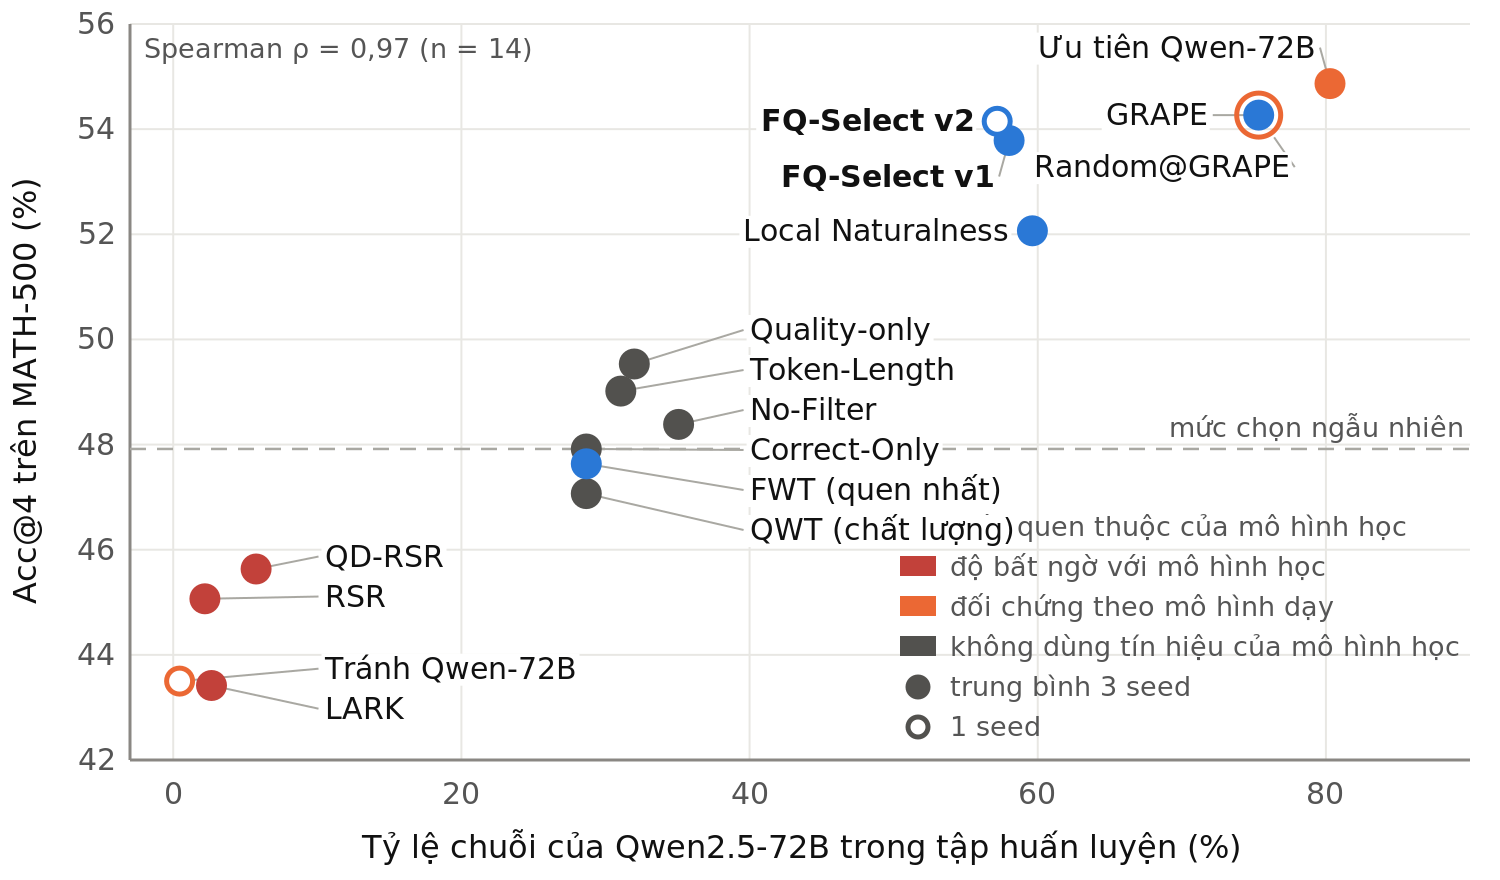 56
Spearman ρ = 0,97 (n = 14)
Ưu tiên Qwen-72B
GRAPE
FQ-Select v2
54
Random@GRAPE
FQ-Select v1
Local Naturalness
52
Quality-only
50
Token-Length
No-Filter
mức chọn ngẫu nhiên
48
Correct-Only
FWT (quen nhất)
QWT (chất lượng)
quen thuộc của mô hình học
46
QD-RSR
độ bất ngờ với mô hình học
RSR
đối chứng theo mô hình dạy
44
không dùng tín hiệu của mô hình học
Tránh Qwen-72B
trung bình 3 seed
LARK
1 seed
42
0 20 40 60 80
Tỷ lệ chuỗi của Qwen2.5-72B trong tập huấn luyện (%)
Acc@4 trên MATH-500 (%)